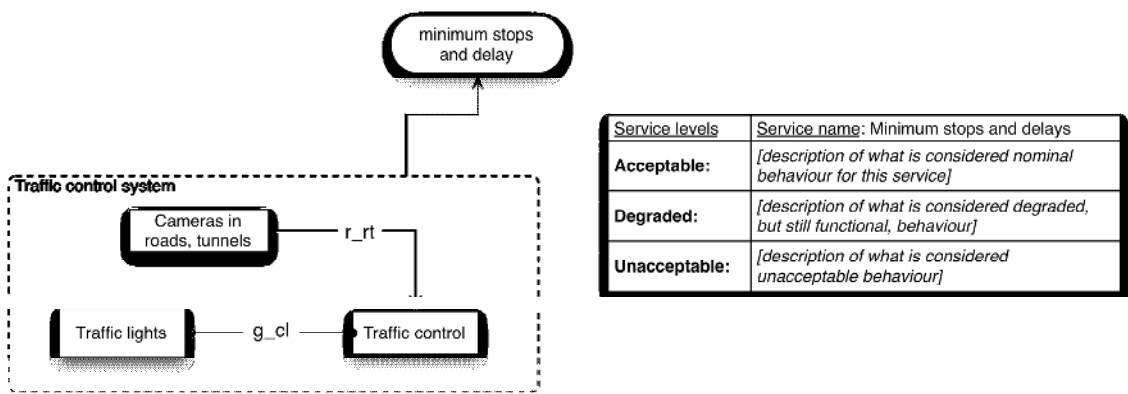 minimum stops
and delay
Traffic control system
Cameras in
roads, tunnels
r_rt
Traffic lights
g_cl
Traffic control
Service levels
Service name: Minimum stops and delays
Acceptable:
[description of what is considered nominal
behaviour for this service]
Degraded:
[description of what is considered degraded,
but still functional, behaviour]
Unacceptable:
[description of what is considered
unacceptable behaviour]